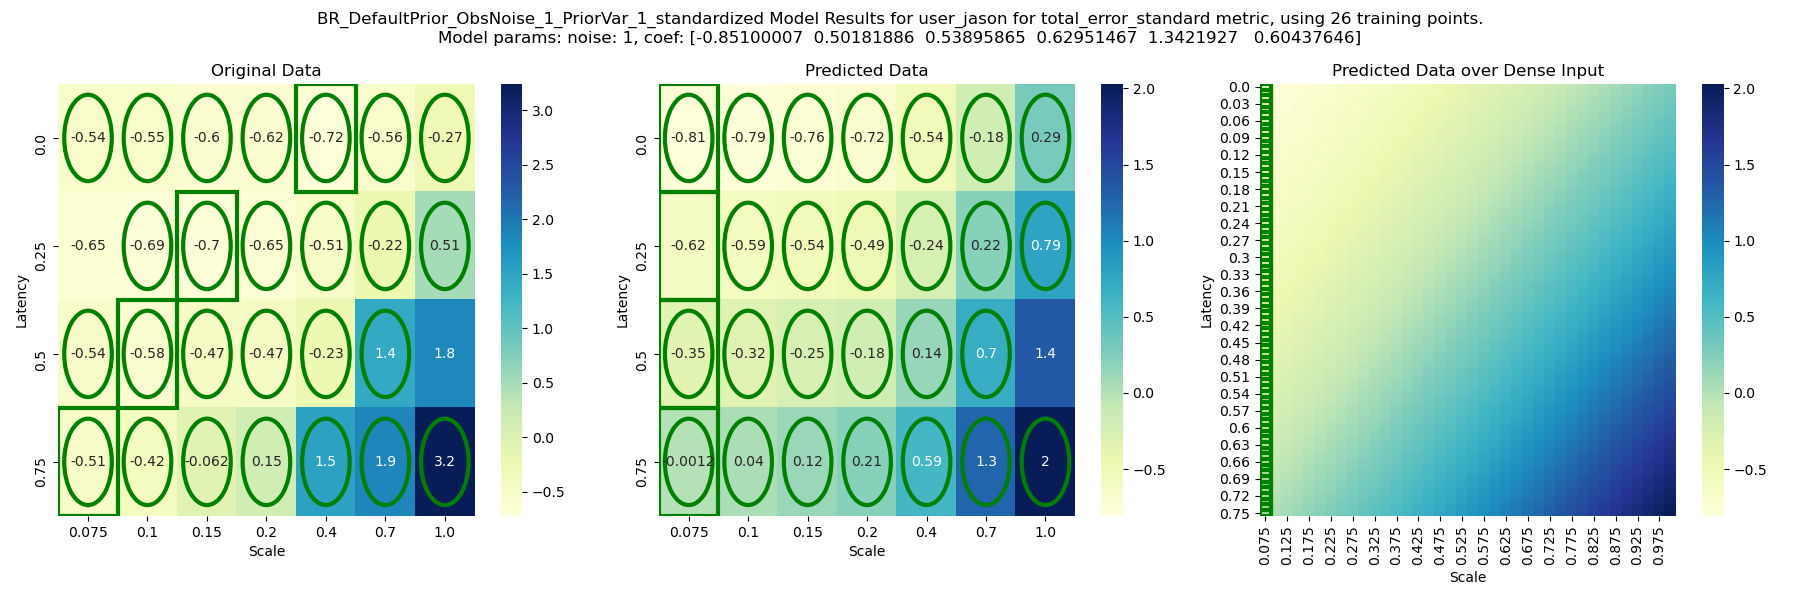 BR_DefaultPrior_ObsNoise_1_PriorVar_1_standardized Model Results for user_jason for total_error_standard metric, using 26 training points.
Model params: noise: 1, coef: [-0.85100007 0.50181886 0.53895865 0.62951467 1.3421927 0.60437646]
Original Data
Latency
0.0
0.25
0.5
0.75
-0.54 -0.55 -0.6 -0.62 -0.72 -0.56 -0.27
-0.65 -0.69 -0.7 -0.65 -0.51 -0.22 0.51
-0.54 -0.58 -0.47 -0.47 -0.23 1.4 1.8
-0.51 -0.42 -0.062 0.15 1.5 1.9 3.2
0.075 0.1 0.15 0.2 0.4 0.7 1.0
Scale
3.0
2.5
2.0
1.5
1.0
0.5
0.0
−0.5
Predicted Data
Latency
0.0
0.25
0.5
0.75
-0.81 -0.79 -0.76 -0.72 -0.54 -0.18 0.29
-0.62 -0.59 -0.54 -0.49 -0.24 0.22 0.79
-0.35 -0.32 -0.25 -0.18 0.14 0.7 1.4
-0.0012 0.04 0.12 0.21 0.59 1.3 2
0.075 0.1 0.15 0.2 0.4 0.7 1.0
Scale
2.0
1.5
1.0
0.5
0.0
−0.5
Predicted Data over Dense Input
Latency
0.0
0.03
0.06
0.09
0.12
0.15
0.18
0.21
0.24
0.27
0.3
0.33
0.36
0.39
0.42
0.45
0.48
0.51
0.54
0.57
0.6
0.63
0.66
0.69
0.72
0.75
0.075 0.125 0.175 0.225 0.275 0.325 0.375 0.425 0.475 0.525 0.575 0.625 0.675 0.725 0.775 0.825 0.875 0.925 0.975
Scale
2.0
1.5
1.0
0.5
0.0
−0.5